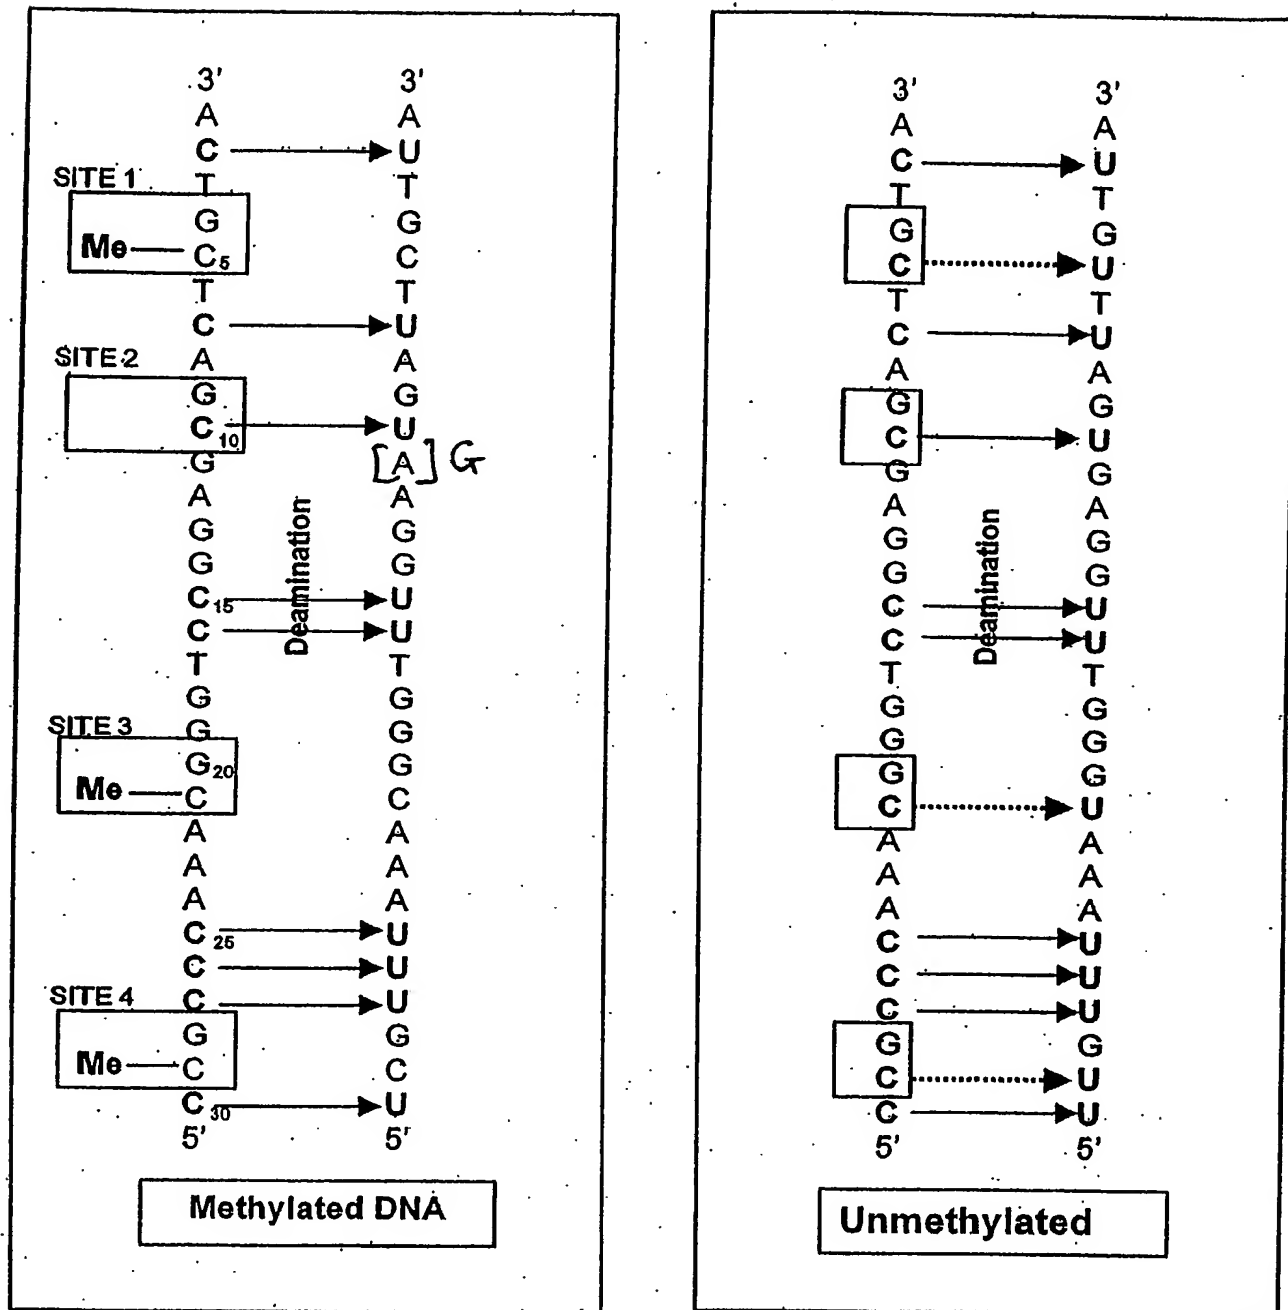 3' 3'
A A
C U
SITE 1
T T
G G
Me C5 C
T T
C U
SITE 2
A A
G G
C10 U
G [A] G
A A
G G
G G
Deamination
C15 U
C U
T T
G G
SITE 3
G G
G20 G
Me C C
A A
A A
A A
C25 U
C U
SITE 4
C U
G G
Me C C
C30 U
5' 5'
Methylated DNA
3' 3'
A A
C U
T T
G G
C U
T T
C U
A A
G G
C U
G G
A A
G G
G G
Deamination
C U
C U
T T
G G
G G
G G
C U
A A
A A
A A
C U
C U
C U
G G
C U
C U
5' 5'
Unmethylated